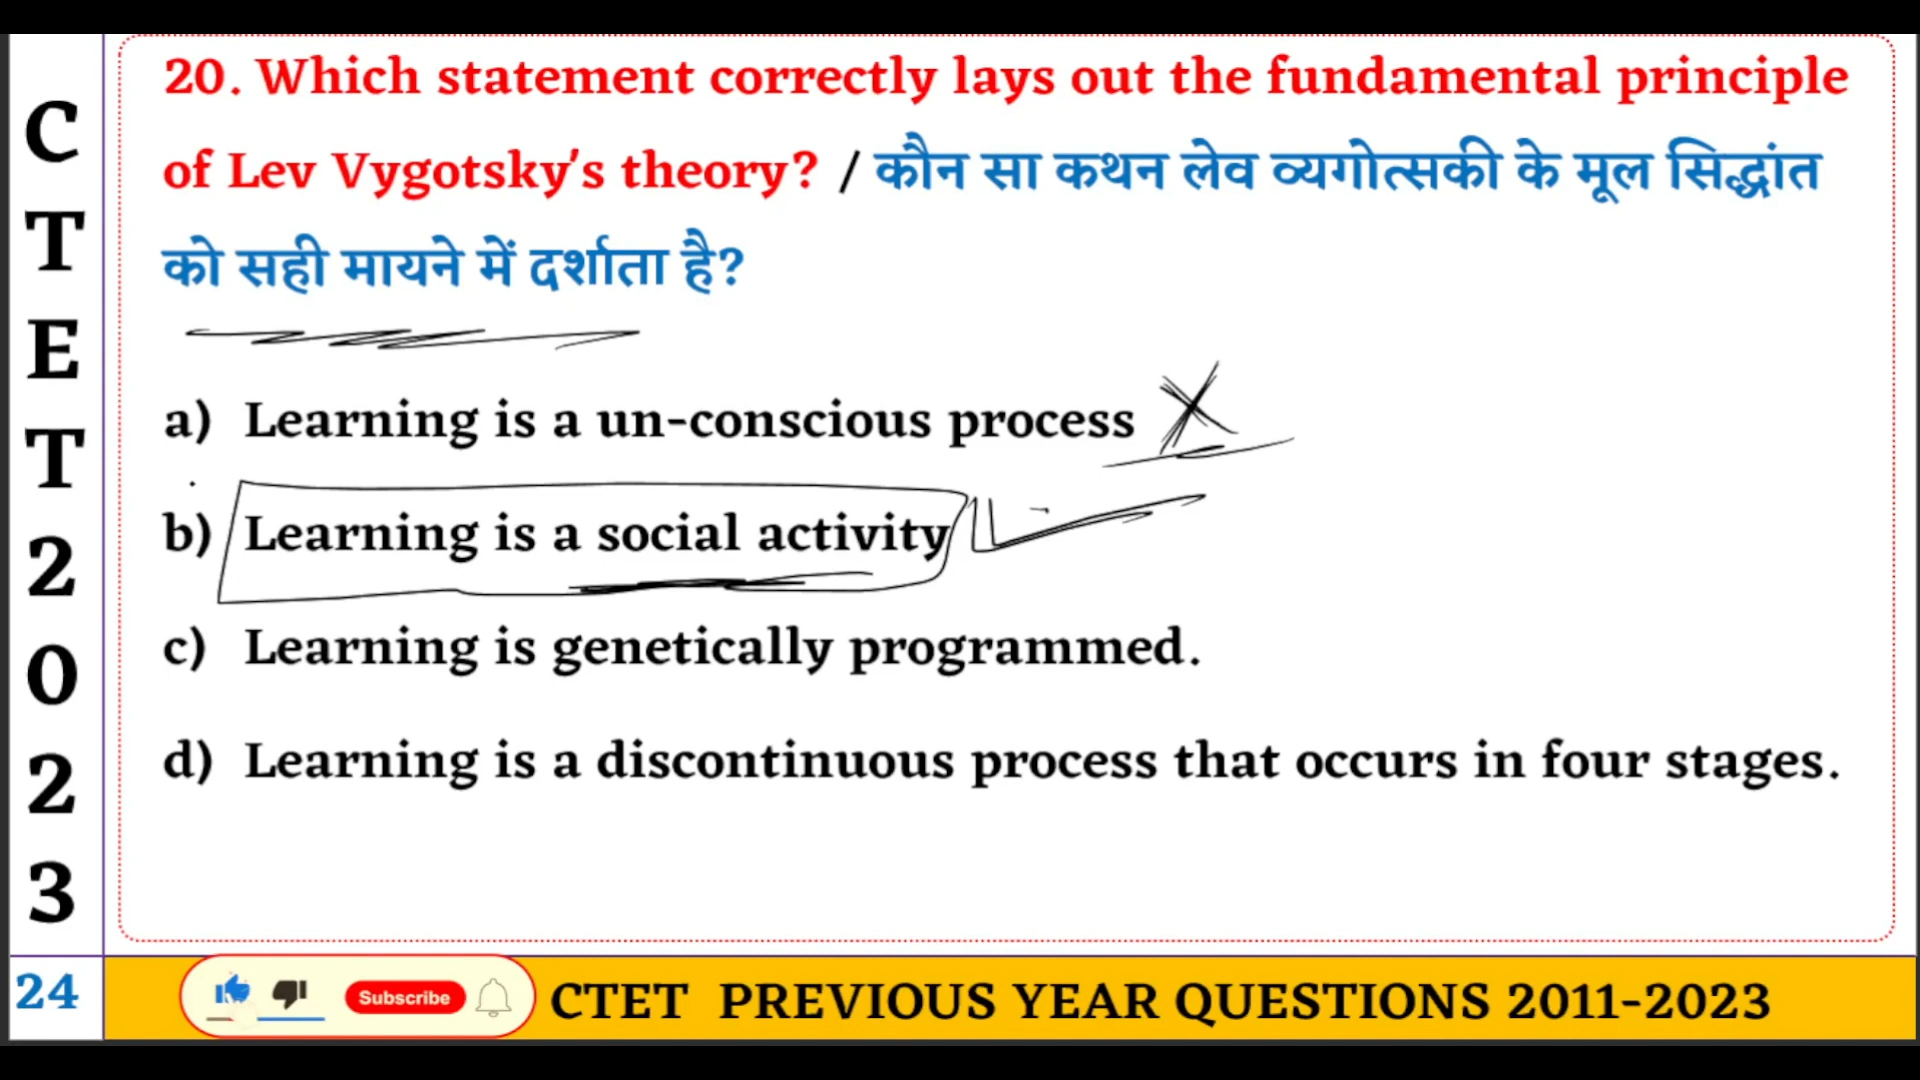 20. Which statement correctly lays out the fundamental principle
of Lev Vygotsky's theory? / कौन सा कथन लेव व्यगोत्सकी के मूल सिद्धांत
को सही मायने में दर्शाता है?
a) Learning is a un-conscious process
b) Learning is a social activity
c) Learning is genetically programmed.
d) Learning is a discontinuous process that occurs in four stages.
C
T
E
T
2
0
2
3
24
Subscribe
CTET PREVIOUS YEAR QUESTIONS 2011-2023